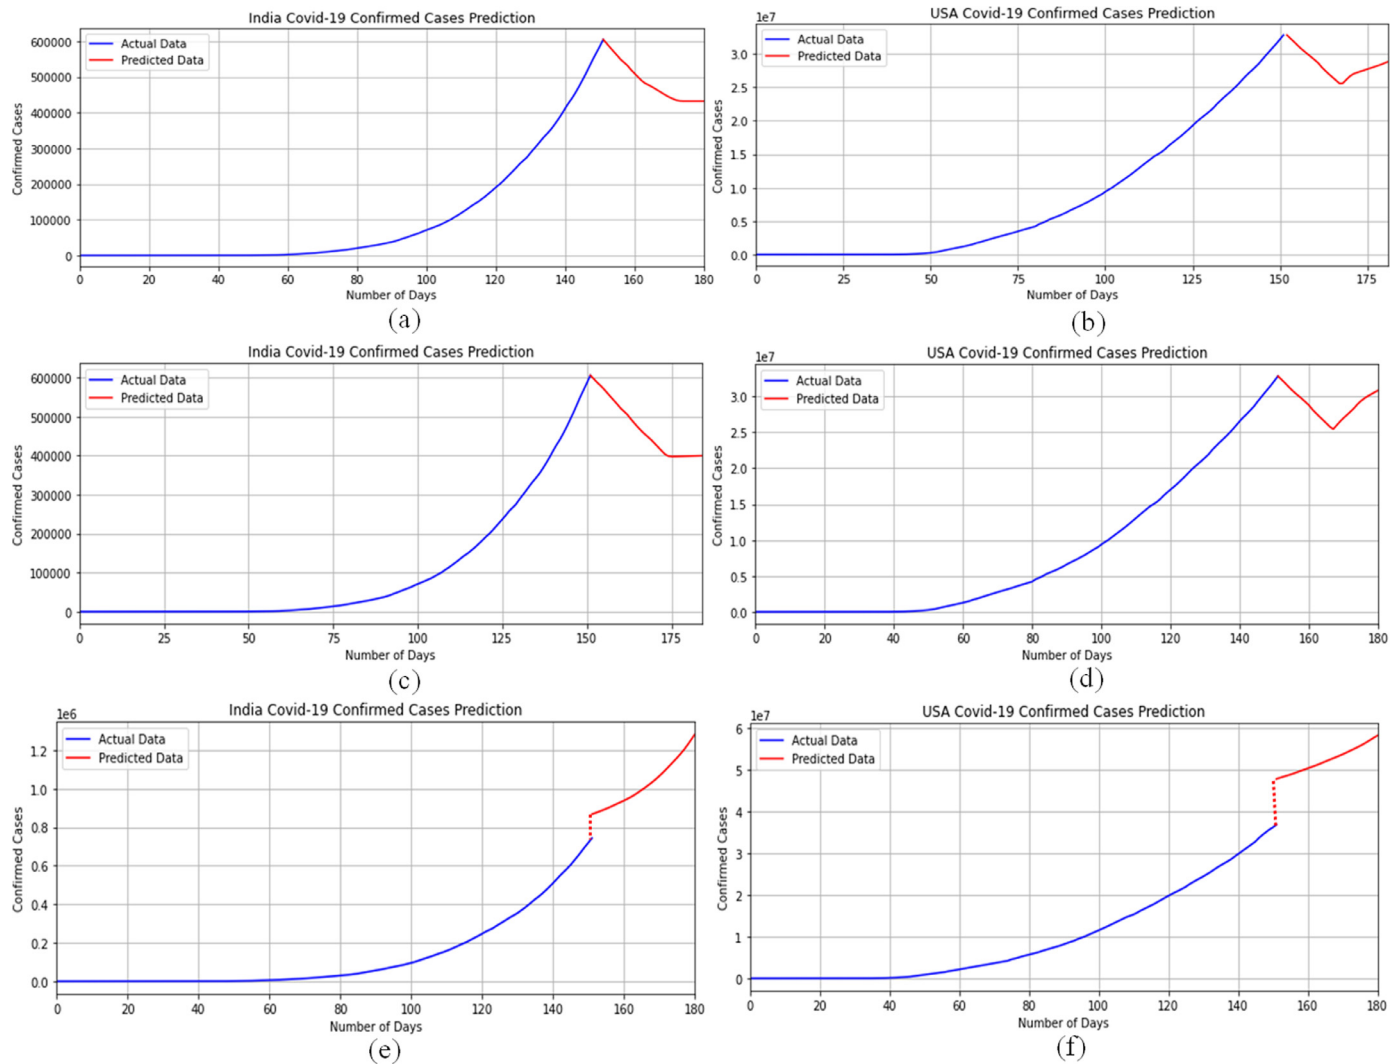 India Covid-19 Confirmed Cases Prediction
Actual Data
Predicted Data
Confirmed Cases
600000
500000
400000
300000
200000
100000
0
0 20 40 60 80 100 120 140 160 180
Number of Days
(a)
USA Covid-19 Confirmed Cases Prediction
1e7
Actual Data
Predicted Data
Confirmed Cases
3.0
2.5
2.0
1.5
1.0
0.5
0.0
0 25 50 75 100 125 150 175
Number of Days
(b)
India Covid-19 Confirmed Cases Prediction
Actual Data
Predicted Data
Confirmed Cases
600000
500000
400000
300000
200000
100000
0
0 25 50 75 100 125 150 175
Number of Days
(c)
USA Covid-19 Confirmed Cases Prediction
1e7
Actual Data
Predicted Data
Confirmed Cases
3.0
2.5
2.0
1.5
1.0
0.5
0.0
0 20 40 60 80 100 120 140 160 180
Number of Days
(d)
India Covid-19 Confirmed Cases Prediction
1e6
Actual Data
Predicted Data
Confirmed Cases
1.2
1.0
0.8
0.6
0.4
0.2
0.0
0 20 40 60 80 100 120 140 160 180
Number of Days
(e)
USA Covid-19 Confirmed Cases Prediction
1e7
Actual Data
Predicted Data
Confirmed Cases
6
5
4
3
2
1
0
0 20 40 60 80 100 120 140 160 180
Number of Days
(f)